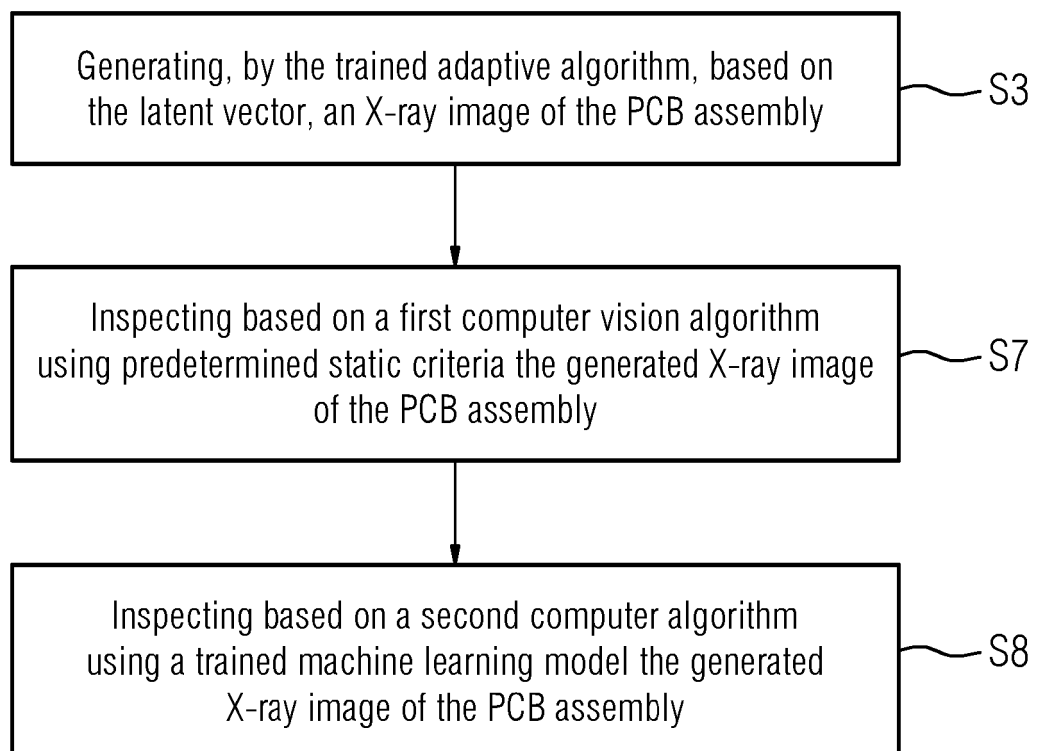 Generating, by the trained adaptive algorithm, based on
the latent vector, an X-ray image of the PCB assembly
S3
Inspecting based on a first computer vision algorithm
using predetermined static criteria the generated X-ray image
of the PCB assembly
S7
Inspecting based on a second computer algorithm
using a trained machine learning model the generated
X-ray image of the PCB assembly
S8